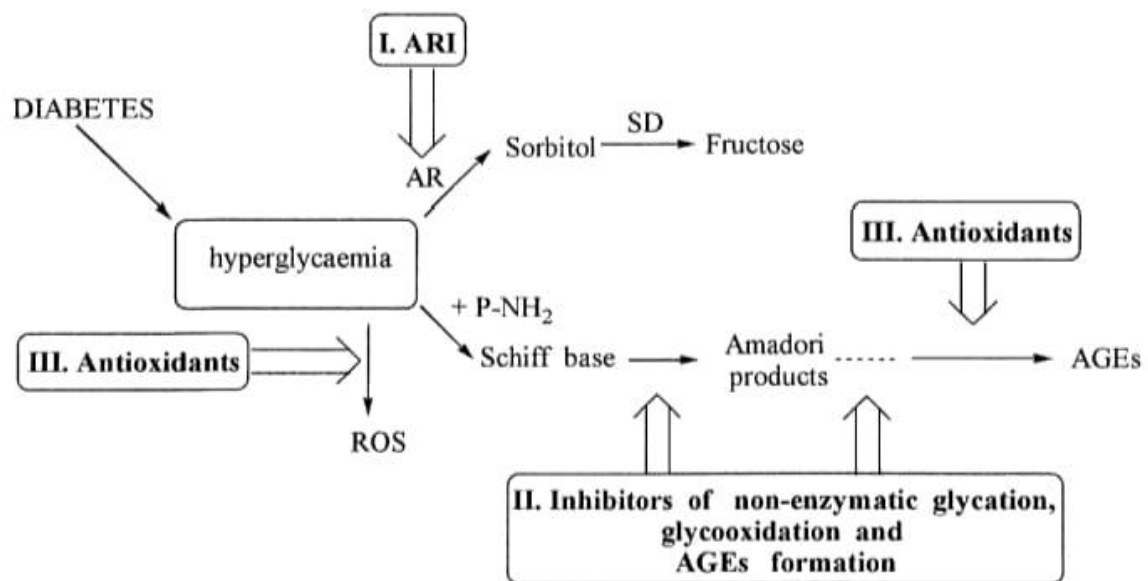 I. ARI
DIABETES
SD
Sorbitol
Fructose
AR
III. Antioxidants
hyperglycaemia
+ P-NH2
III. Antioxidants
Schiff base
Amadori
products
AGEs
ROS
II. Inhibitors of non-enzymatic glycation,
glycooxidation and
AGEs formation